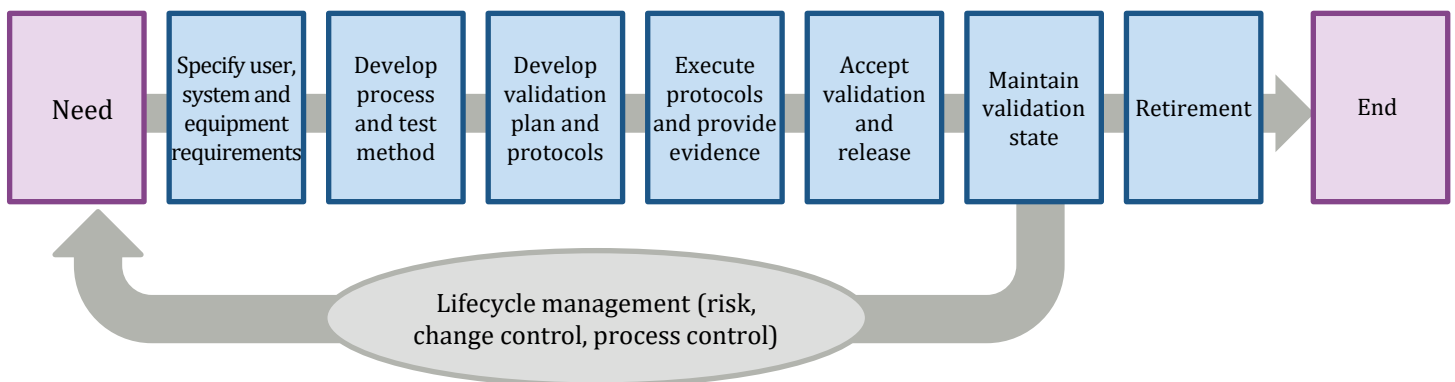 Need
Specify user,
system and
equipment
requirements
Develop
process
and test
method
Develop
validation
plan and
protocols
Execute
protocols
and provide
evidence
Accept
validation
and
release
Maintain
validation
state
Retirement
End
Lifecycle management (risk,
change control, process control)